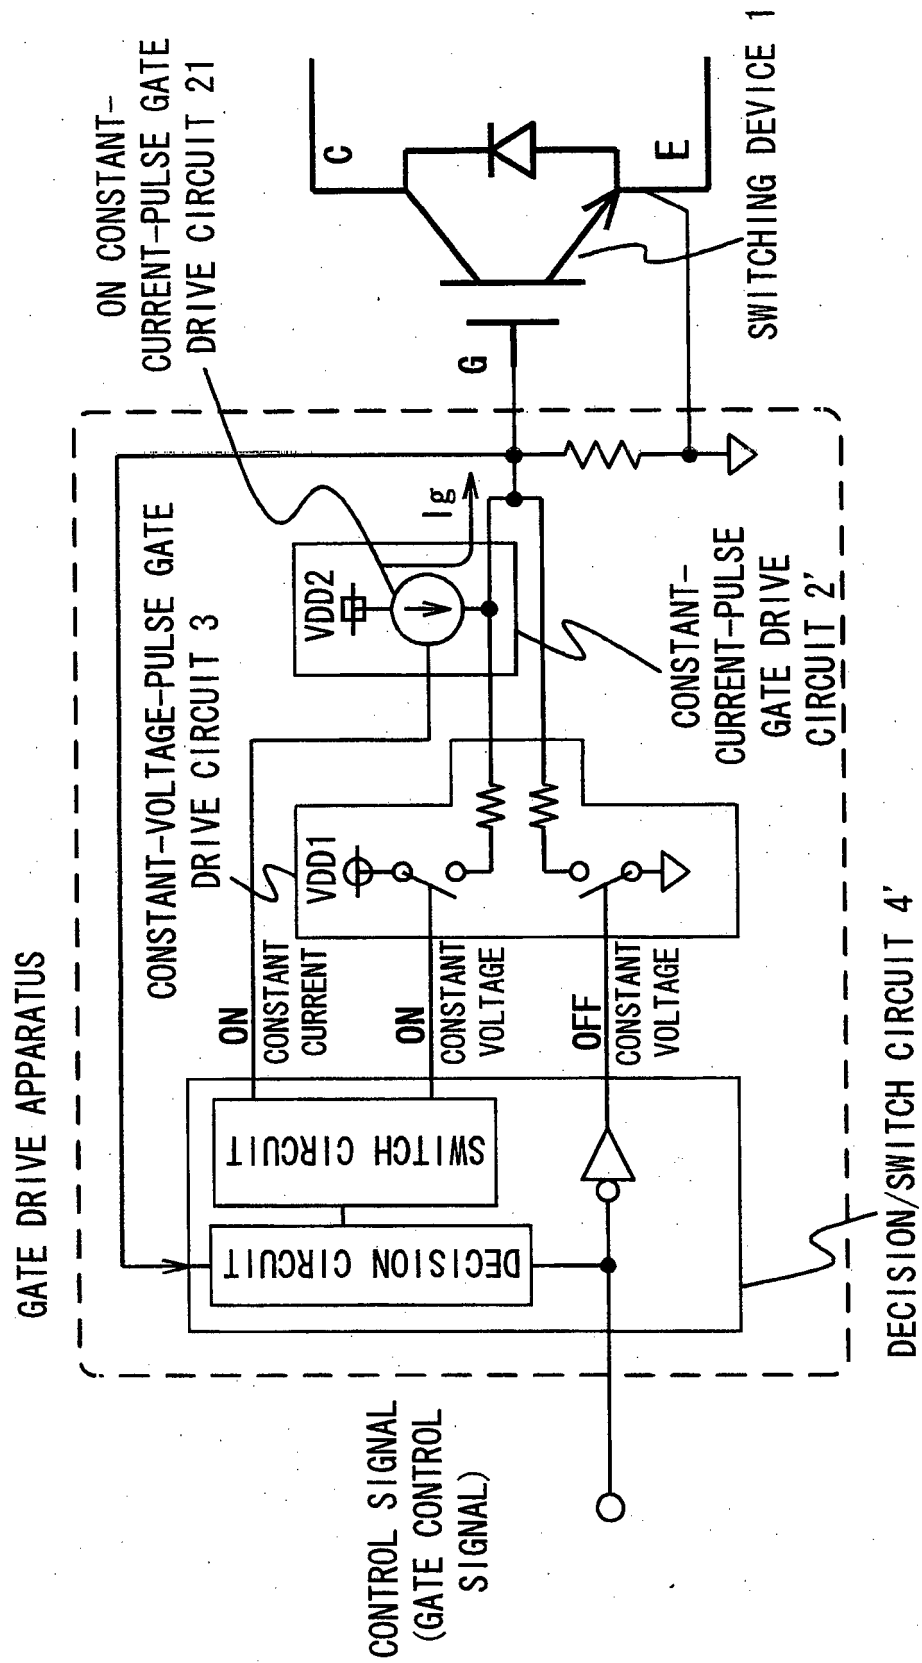 GATE DRIVE APPARATUS
CONTROL SIGNAL
(GATE CONTROL
SIGNAL)
DECISION CIRCUIT
SWITCH CIRCUIT
ON
CONSTANT
CURRENT
ON
CONSTANT
VOLTAGE
OFF
CONSTANT
VOLTAGE
DECISION/SWITCH CIRCUIT 4'
CONSTANT-VOLTAGE-PULSE GATE
DRIVE CIRCUIT 3
VDD1
VDD2
Ig
CONSTANT-
CURRENT-PULSE
GATE DRIVE
CIRCUIT 2'
ON CONSTANT-
CURRENT-PULSE GATE
DRIVE CIRCUIT 21
G
C
E
SWITCHING DEVICE 1